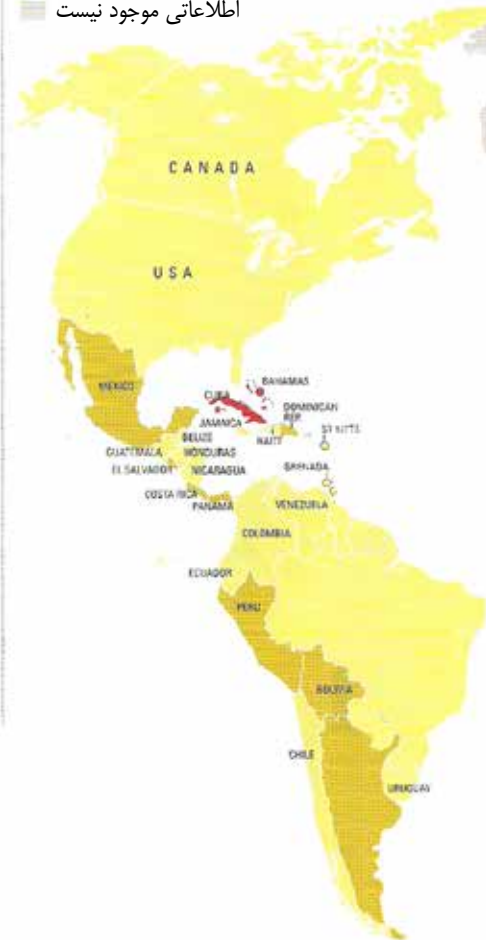 اطلاعاتی موجود نیست
CANADA
USA
MEXICO
CUBA
BAHAMAS
JAMAICA
DOMINICAN
REP.
BELIZE
HAITI
ST KITTS
GUATEMALA
HONDURAS
EL SALVADOR
NICARAGUA
GRENADA
COSTA RICA
PANAMA
VENEZUELA
COLOMBIA
ECUADOR
PERU
BOLIVIA
CHILE
URUGUAY